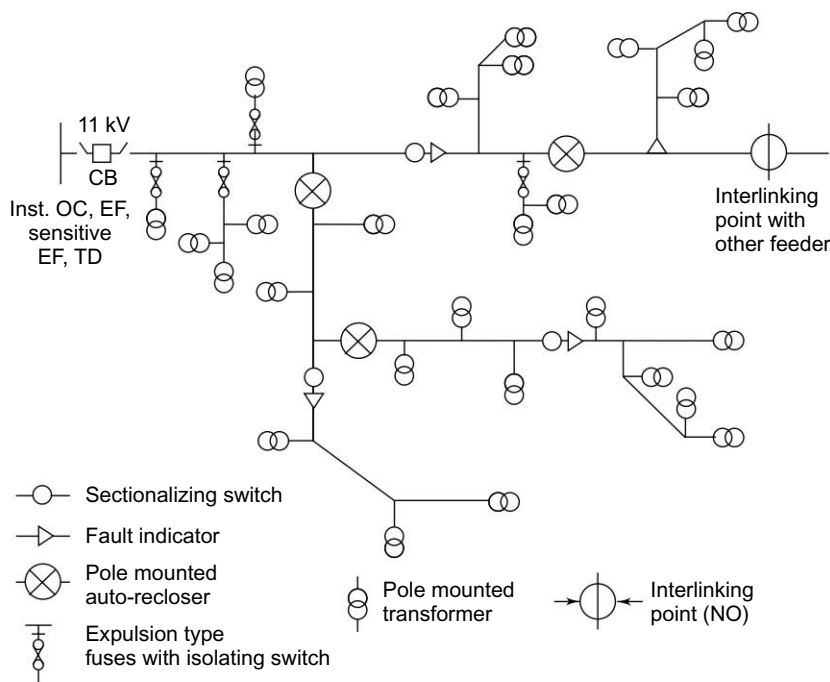 11 kV
CB
Inst. OC, EF,
sensitive
EF, TD
Interlinking
point with
other feeder
Sectionalizing switch
Fault indicator
Pole mounted
auto-recloser
Expulsion type
fuses with isolating switch
Pole mounted
transformer
Interlinking
point (NO)